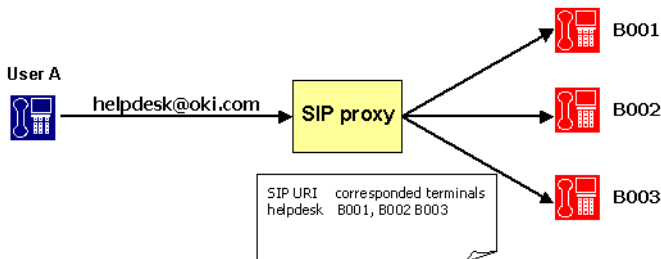 B001
User A
helpdesk@oki.com
SIP proxy
B002
SIP URI corresponded terminals
helpdesk B001, B002 B003
B003